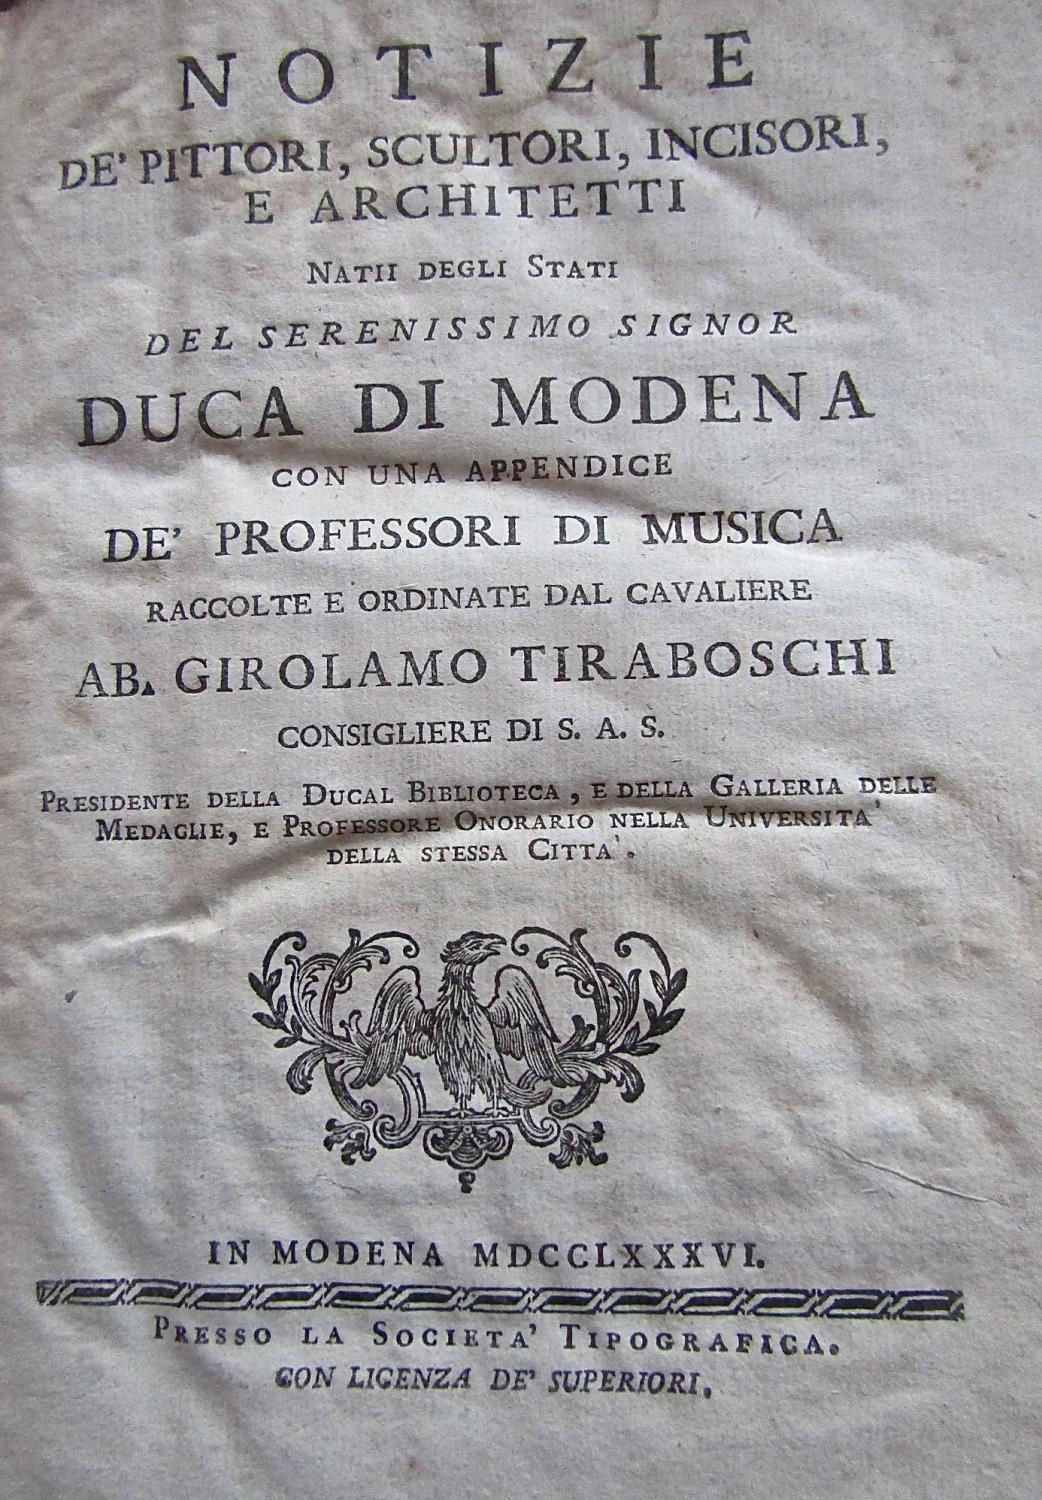 NOTIZIE
DE' PITTORI, SCULTORI, INCISORI,
E ARCHITETTI
NATII DEGLI STATI
DEL SERENISSIMO SIGNOR
DUCA DI MODENA
CON UNA APPENDICE
DE' PROFESSORI DI MUSICA
RACCOLTE E ORDINATE DAL CAVALIERE
AB. GIROLAMO TIRABOSCHI
CONSIGLIERE DI S. A. S.
PRESIDENTE DELLA DUCAL BIBLIOTECA, E DELLA GALLERIA DELLE
MEDAGLIE, E PROFESSORE ONORARIO NELLA UNIVERSITA'
DELLA STESSA CITTA'.
IN MODENA MDCCLXXXVI.
PRESSO LA SOCIETA' TIPOGRAFICA.
CON LICENZA DE' SUPERIORI.